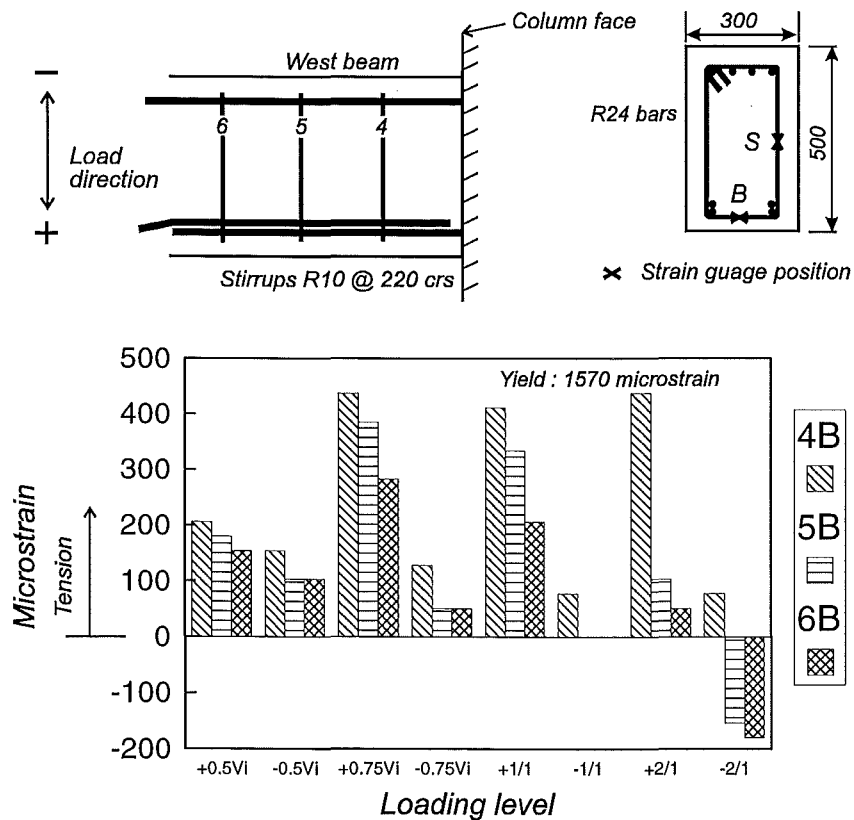 Column face
300
West beam
R24 bars
6
5
4
S
500
Load
direction
B
Stirrups R10 @ 220 crs
Strain guage position
500
400
300
200
100
0
-100
-200
Microstrain
Tension
Yield : 1570 microstrain
4B
5B
6B
+0.5Vi
-0.5Vi
+0.75Vi
-0.75Vi
+1/1
-1/1
+2/1
-2/1
Loading level